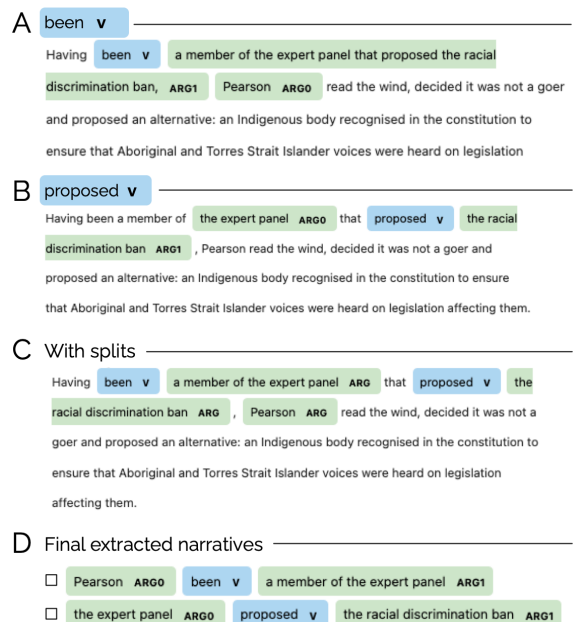 A been V
Having been V a member of the expert panel that proposed the racial
discrimination ban, ARG1 Pearson ARG0 read the wind, decided it was not a goer
and proposed an alternative: an Indigenous body recognised in the constitution to
ensure that Aboriginal and Torres Strait Islander voices were heard on legislation
B proposed V
Having been a member of the expert panel ARG0 that proposed V the racial
discrimination ban ARG1 , Pearson read the wind, decided it was not a goer and
proposed an alternative: an Indigenous body recognised in the constitution to ensure
that Aboriginal and Torres Strait Islander voices were heard on legislation affecting them.
C With splits
Having been V a member of the expert panel ARG that proposed V the
racial discrimination ban ARG , Pearson ARG read the wind, decided it was not a
goer and proposed an alternative: an Indigenous body recognised in the constitution to
ensure that Aboriginal and Torres Strait Islander voices were heard on legislation
affecting them.
D Final extracted narratives
Pearson ARG0 been V a member of the expert panel ARG1
the expert panel ARG0 proposed V the racial discrimination ban ARG1